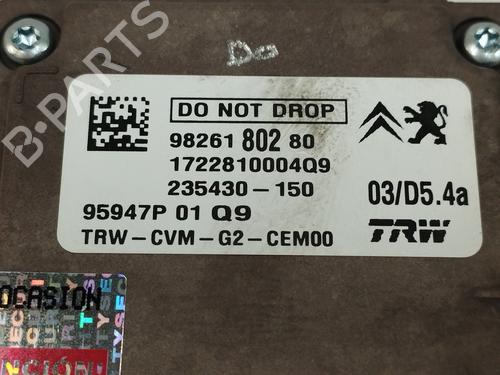 B-PARTS
DO NOT DROP
98261 802 80
1722810004Q9
235430-150
03/D5.4a
95947P 01 Q9
TRW
TRW-CVM-G2-CEM00
OCASION